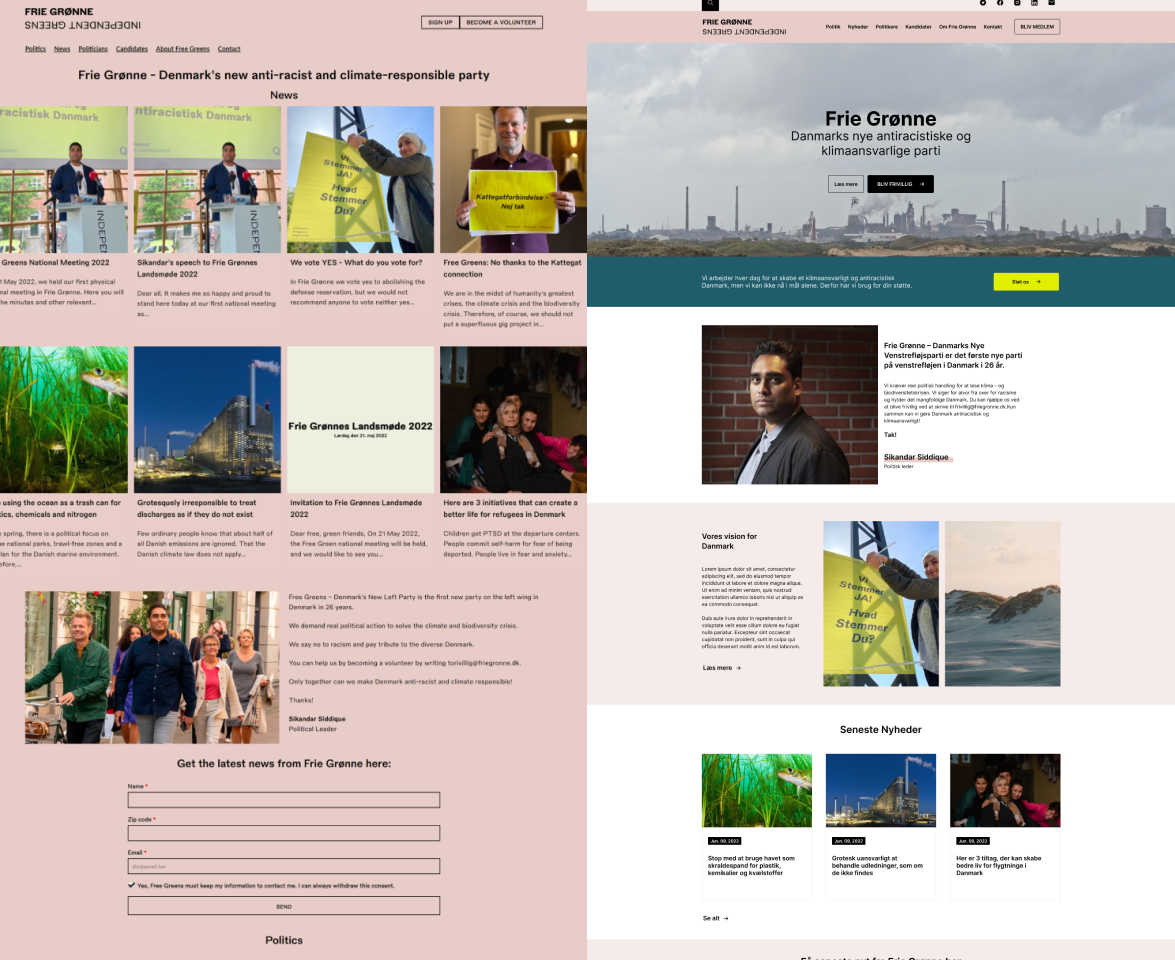 FRIE GRØNNE
INDEPENDENT GREENS
SIGN UP
BECOME A VOLUNTEER
Politics
News
Politicians
Candidates
About Free Greens
Contact
Frie Grønne - Denmark's new anti-racist and climate-responsible party
News
ntiracistisk Danmark
racistisk Danmark
INDEPEN
Vi
Stemmer
JA!
Hvad
Stemmer
Du?
Kattegatforbindelse -
Nej tak
Greens National Meeting 2022
May 2022, we held our first physical
nal meeting in Frie Grønne. Here you will
he minutes and other relevant...
Sikandar's speech to Frie Grønnes
Landsmøde 2022
Dear all, It makes me so happy and proud to
stand here today at our first national meeting
as...
We vote YES - What do you vote for?
In Frie Grønne we vote yes to abolishing the
defense reservation, but we would not
recommend anyone to vote neither yes...
Free Greens: No thanks to the Kattegat
connection
We are in the midst of humanity's greatest
crises, the climate crisis and the biodiversity
crisis. Therefore, of course, we should not
put a superfluous gig project in...
Frie Grønnes Landsmøde 2022
Lørdag den 21. maj 2022
using the ocean as a trash can for
tics, chemicals and nitrogen
spring, there is a political focus on
e national parks, trawl-free zones and a
lan for the Danish marine environment.
efore,...
Grotesquely irresponsible to treat
discharges as if they do not exist
Few ordinary people know that about half of
all Danish emissions are ignored. That the
Danish climate law does not apply...
Invitation to Frie Grønnes Landsmøde
2022
Dear free, green friends, On 21 May 2022,
the Free Green national meeting will be held,
and we would like to see you...
Here are 3 initiatives that can create a
better life for refugees in Denmark
Children get PTSD at the departure centers.
People commit self-harm for fear of being
deported. People live in fear and anxiety...
Free Greens - Denmark's New Left Party is the first new party on the left wing in
Denmark in 26 years.
We demand real political action to solve the climate and biodiversity crisis.
We say no to racism and pay tribute to the diverse Denmark.
You can help us by becoming a volunteer by writing torivillig@friegronne.dk.
Only together can we make Denmark anti-racist and climate responsible!
Thanks!
Sikandar Siddique
Political Leader
Get the latest news from Frie Grønne here:
Name *
Zip code *
Email *
din@email.her
Yes, Free Greens must keep my information to contact me. I can always withdraw this consent.
SEND
Politics
FRIE GRØNNE
INDEPENDENT GREENS
Politik
Nyheder
Politikere
Kandidater
Om Frie Grønne
Kontakt
BLIV MEDLEM
Frie Grønne
Danmarks nye antiracistiske og
klimaansvarlige parti
Læs mere
BLIV FRIVILLIG →
Vi arbejder hver dag for at skabe et klimaansvarligt og antiracistisk
Danmark, men vi kan ikke nå i mål alene. Derfor har vi brug for din støtte.
Støt os →
Frie Grønne – Danmarks Nye
Venstrefløjsparti er det første nye parti
på venstrefløjen i Danmark i 26 år.
Vi kræver reel politisk handling for at løse klima – og
biodiversitetskrisen. Vi siger for alvor fra over for racisme
og hylder det mangfoldige Danmark. Du kan hjælpe os ved
at blive frivillig ved at skrive til frivillig@friegronne.dk.Kun
sammen kan vi gøre Danmark antiracistisk og
klimaansvarligt!
Tak!
Sikandar Siddique
Politisk leder
Vores vision for
Danmark
Lorem ipsum dolor sit amet, consectetur
adipiscing elit, sed do eiusmod tempor
incididunt ut labore et dolore magna aliqua.
Ut enim ad minim veniam, quis nostrud
exercitation ullamco laboris nisi ut aliquip ex
ea commodo consequat.
Duis aute irure dolor in reprehenderit in
voluptate velit esse cillum dolore eu fugiat
nulla pariatur. Excepteur sint occaecat
cupidatat non proident, sunt in culpa qui
officia deserunt mollit anim id est laborum.
Læs mere →
Vi
Stemmer
JA!
Hvad
Stemmer
Du?
Seneste Nyheder
Jun, 09, 2022
Stop med at bruge havet som
skraldespand for plastik,
kemikalier og kvælstoffer
Jun, 09, 2022
Grotesk uansvarligt at
behandle udledninger, som om
de ikke findes
Jun, 09, 2022
Her er 3 tiltag, der kan skabe
bedre liv for flygtninge i
Danmark
Se alt →